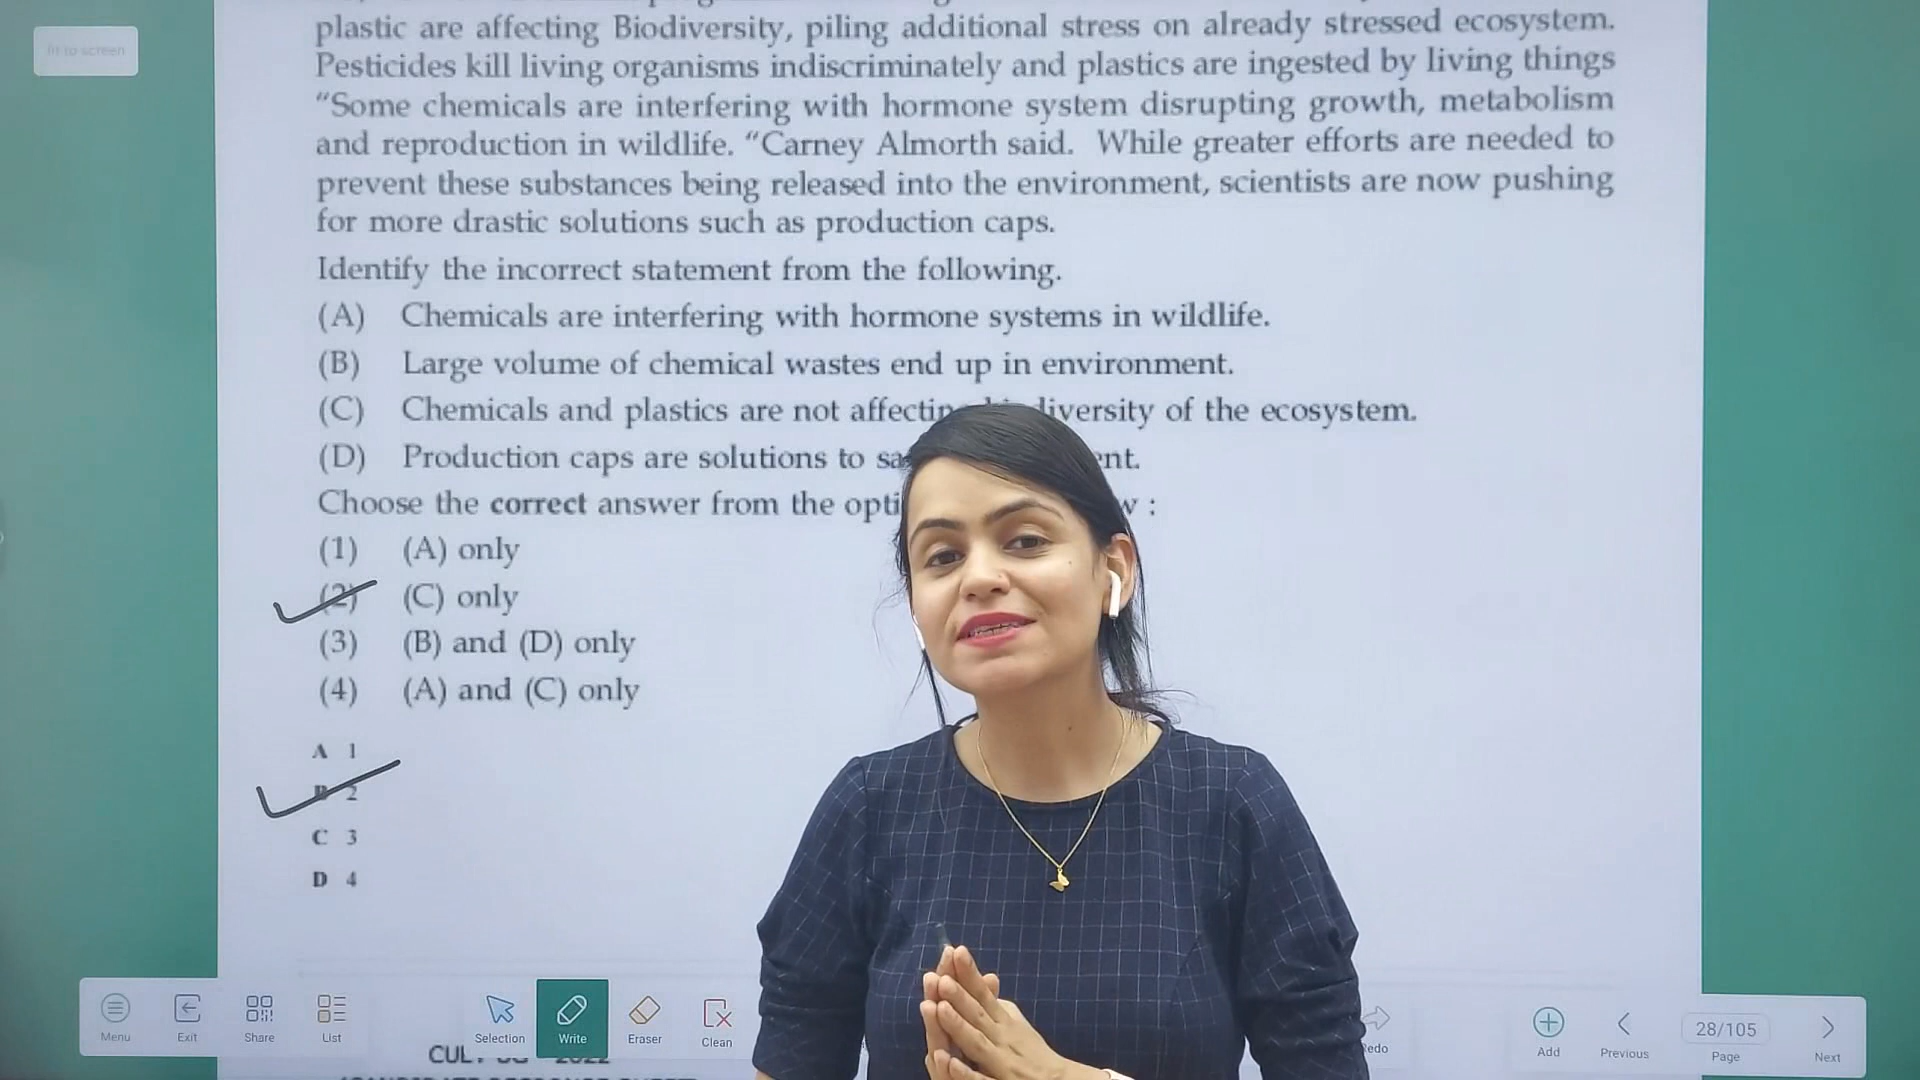 fit to screen
plastic are affecting Biodiversity, piling additional stress on already stressed ecosystem.
Pesticides kill living organisms indiscriminately and plastics are ingested by living things
“Some chemicals are interfering with hormone system disrupting growth, metabolism
and reproduction in wildlife. “Carney Almorth said. While greater efforts are needed to
prevent these substances being released into the environment, scientists are now pushing
for more drastic solutions such as production caps.
Identify the incorrect statement from the following.
(A) Chemicals are interfering with hormone systems in wildlife.
(B) Large volume of chemical wastes end up in environment.
(C) Chemicals and plastics are not of the ecosystem.
(D) Production caps are solutions to
Choose the correct answer from the :
(1) (A) only
(2) (C) only
(3) (B) and (D) only
(4) (A) and (C) only
A 1
B 2
C 3
D 4
Menu Exit Share List Selection Write Eraser Clean Add Previous 28/105 Page Next
2022